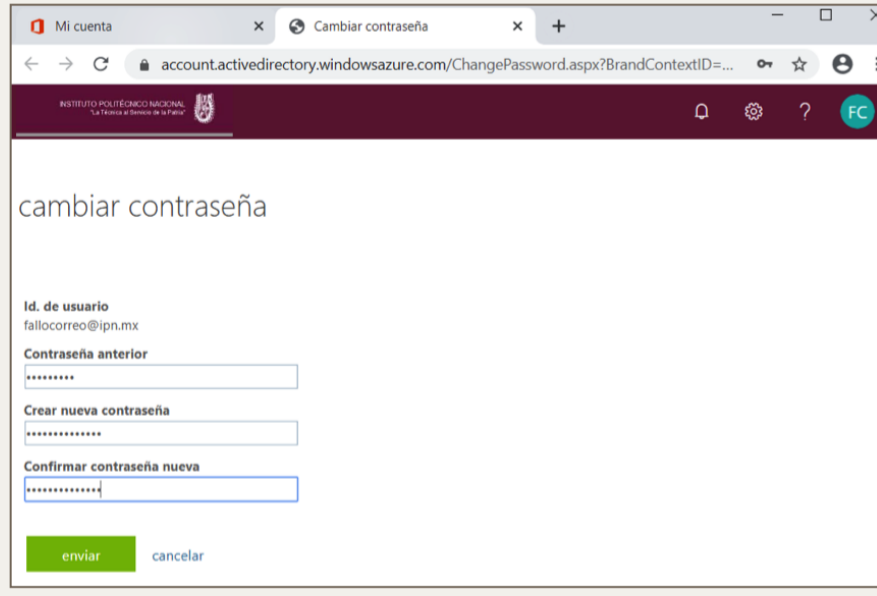 Mi cuenta
Cambiar contraseña
account.activedirectory.windowsazure.com/ChangePassword.aspx?BrandContextID=...
INSTITUTO POLITÉCNICO NACIONAL
"La Técnica al Servicio de la Patria"
?
FC
cambiar contraseña
Id. de usuario
fallocorreo@ipn.mx
Contraseña anterior
•••••••••
Crear nueva contraseña
••••••••••••••
Confirmar contraseña nueva
••••••••••••••
enviar cancelar